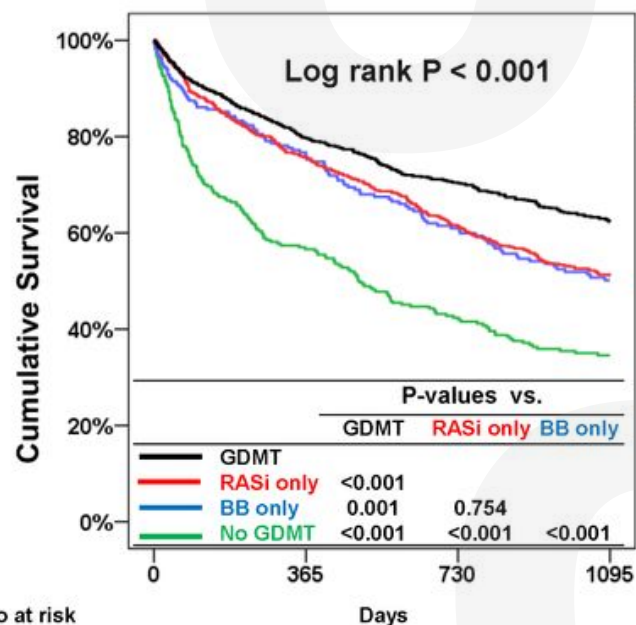 100%
80%
60%
40%
20%
0%
Cumulative Survival
Log rank P < 0.001
P-values vs.
GDMT RASi only BB only
GDMT
RASi only <0.001
BB only 0.001 0.754
No GDMT <0.001 <0.001 <0.001
0 365 730 1095
o at risk Days